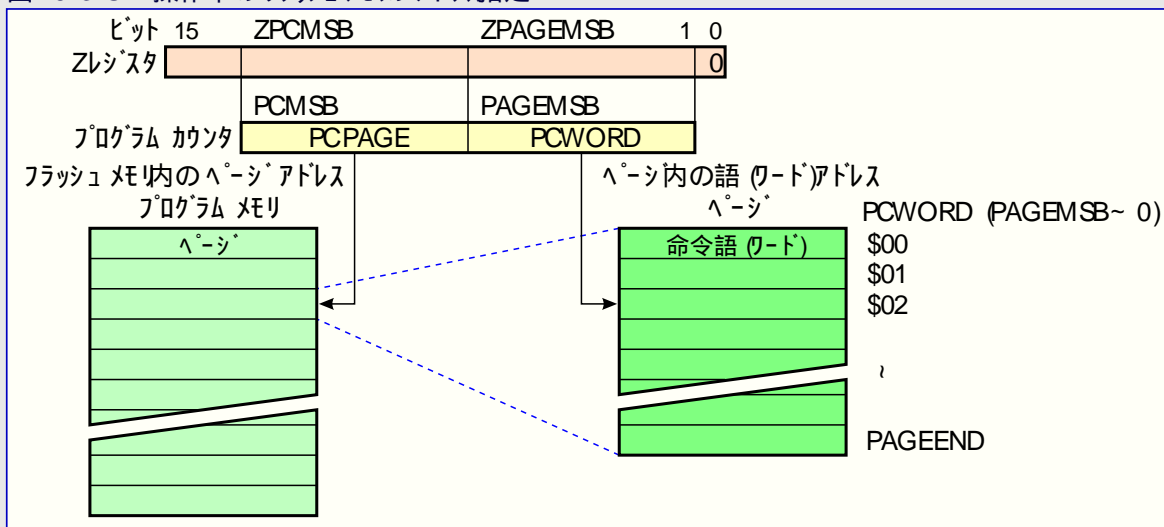 ビット 15 ZPCMSB ZPAGEMSB 1 0
Zレジスタ 0
PCMSB PAGEMSB
プログラム カウンタ PCPAGE PCWORD
フラッシュ メモリ内のページ アドレス ページ内の語(ワード)アドレス
プログラム メモリ ページ PCWORD (PAGEMSB~ 0)
ページ 命令語(ワード) $00
$01
$02
~
PAGEEND